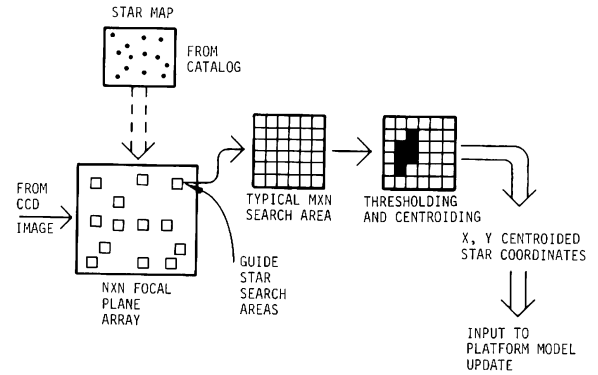 STAR MAP
FROM
CATALOG
FROM
CCD
IMAGE
NXN FOCAL
PLANE
ARRAY
GUIDE
STAR
SEARCH
AREAS
TYPICAL MXN
SEARCH AREA
THRESHOLDING
AND CENTROIDING
X, Y CENTROIDED
STAR COORDINATES
INPUT TO
PLATFORM MODEL
UPDATE